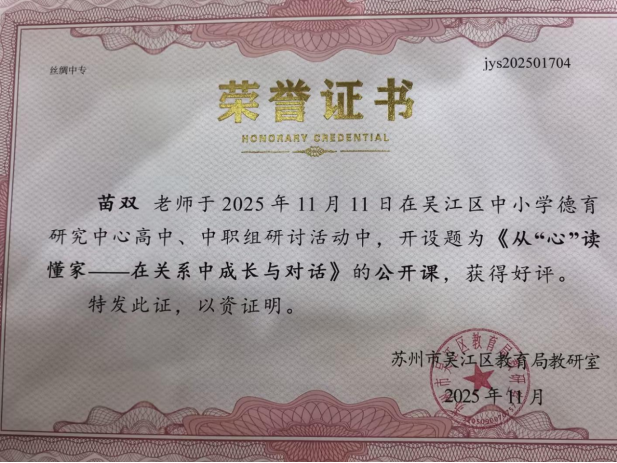 丝绸中专
jys202501704
荣誉证书
HONORARY CREDENTIAL
苗双 老师于2025年11月11日在吴江区中小学德育
研究中心高中、中职组研讨活动中，开设题为《从“心”读
懂家——在关系中成长与对话》的公开课，获得好评。
特发此证，以资证明。
苏州市吴江区教育局教研室
2025年11月